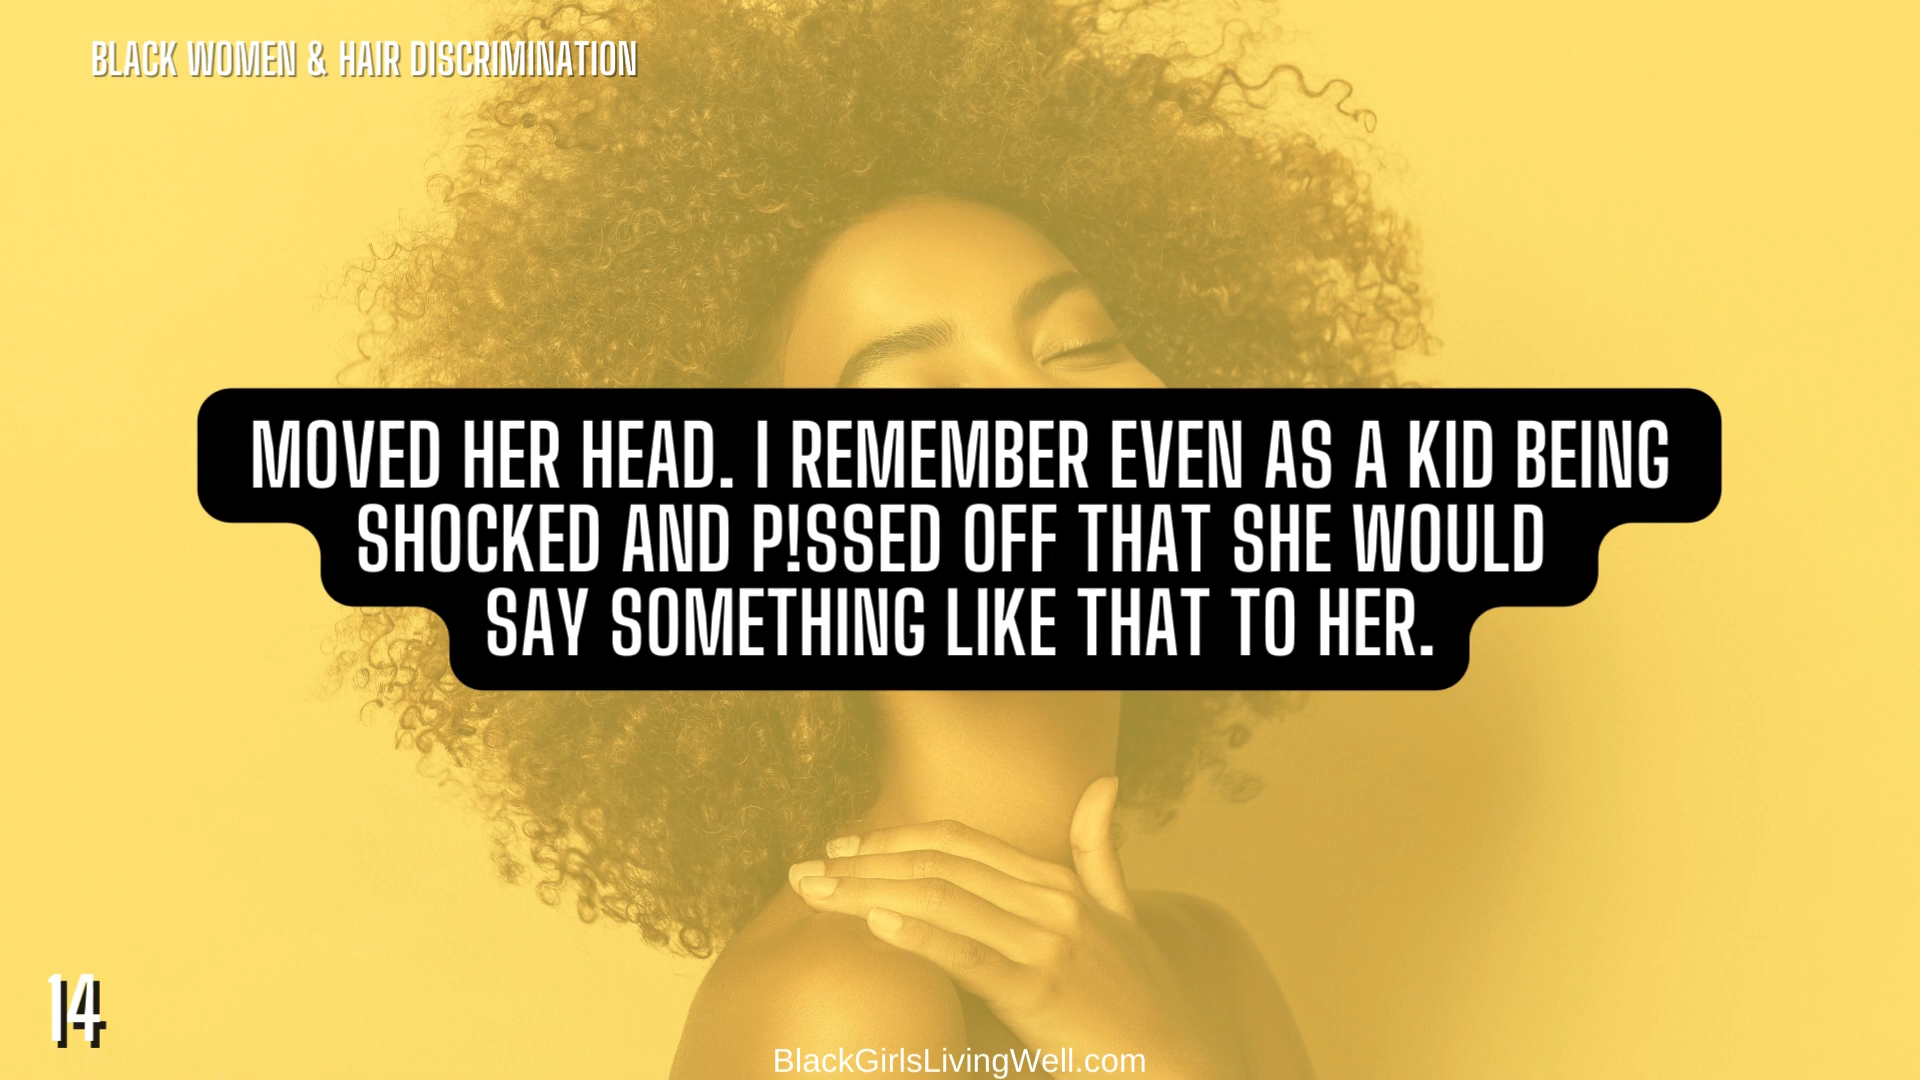 BLACK WOMEN & HAIR DISCRIMINATION
MOVED HER HEAD. I REMEMBER EVEN AS A KID BEING
SHOCKED AND P!SSED OFF THAT SHE WOULD
SAY SOMETHING LIKE THAT TO HER.
14
BlackGirlsLivingWell.com